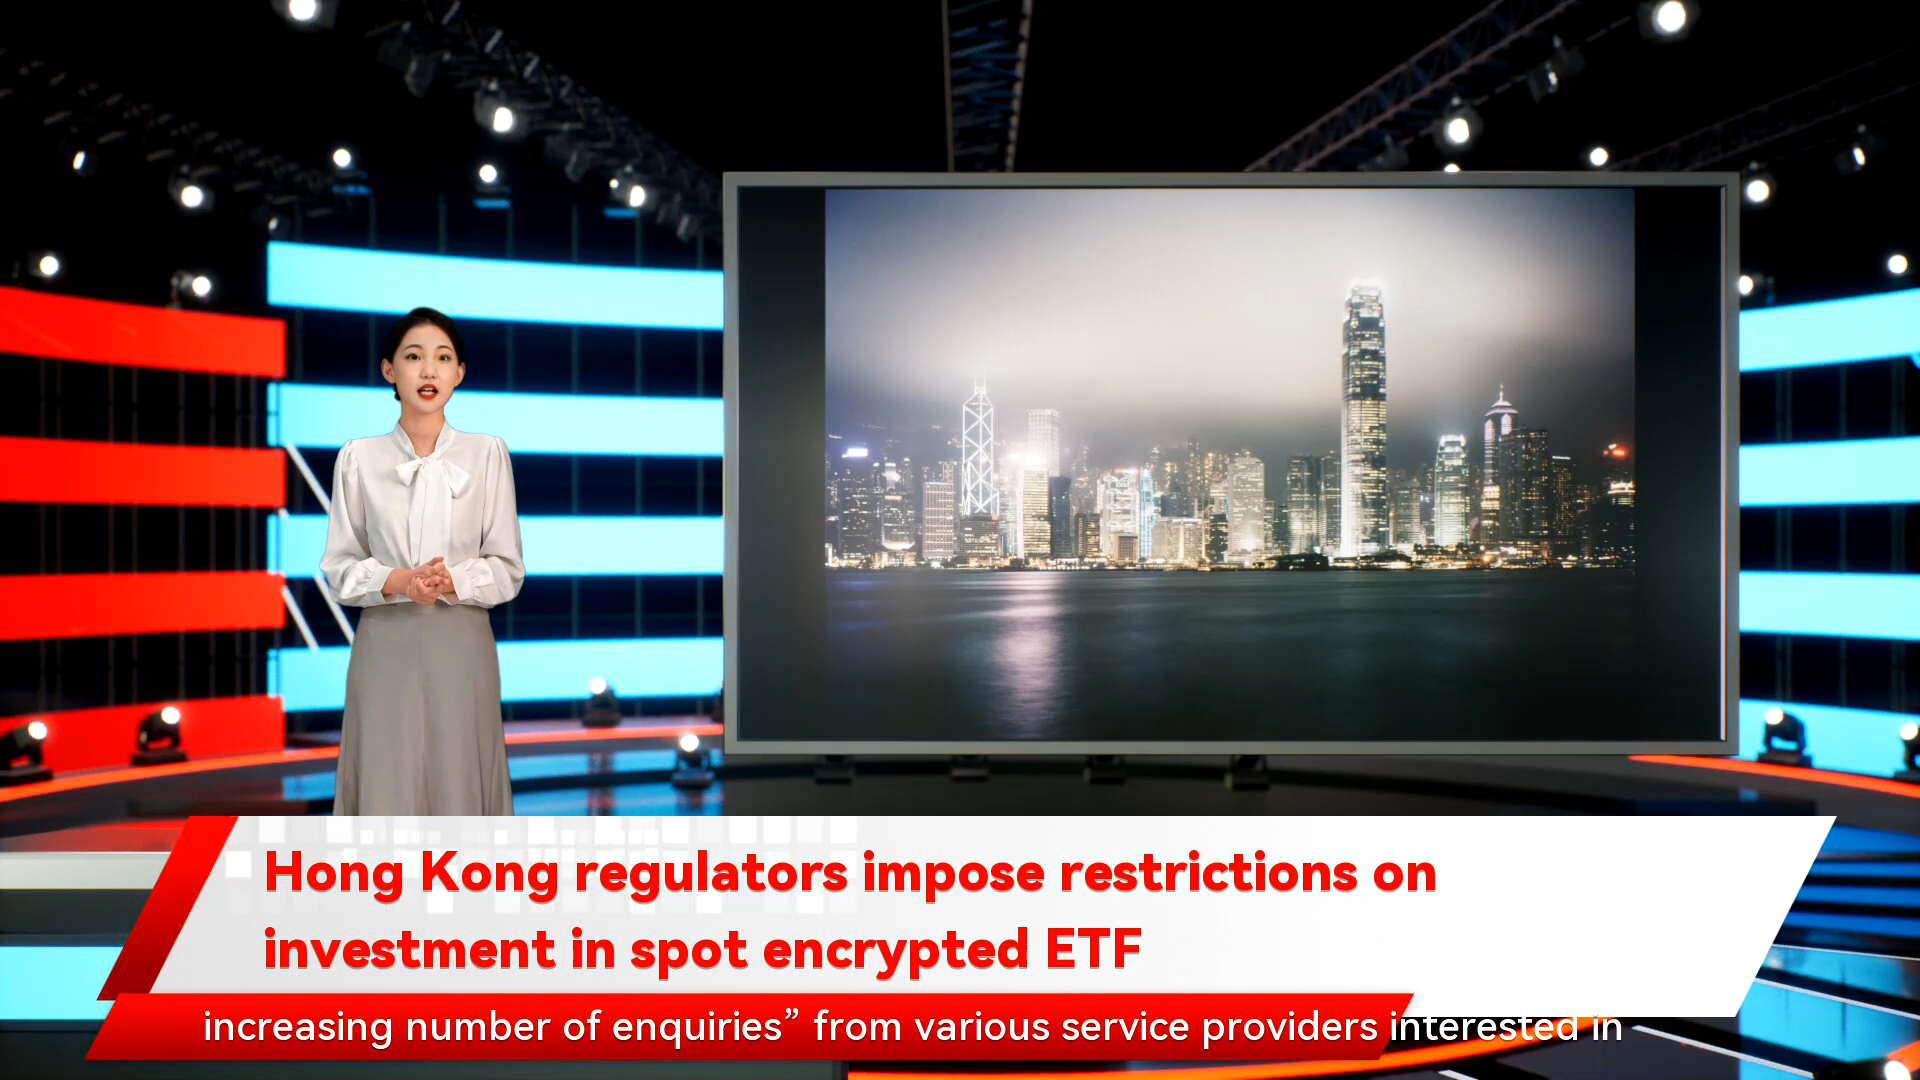 Hong Kong regulators impose restrictions on
investment in spot encrypted ETF
increasing number of enquiries” from various service providers interested in